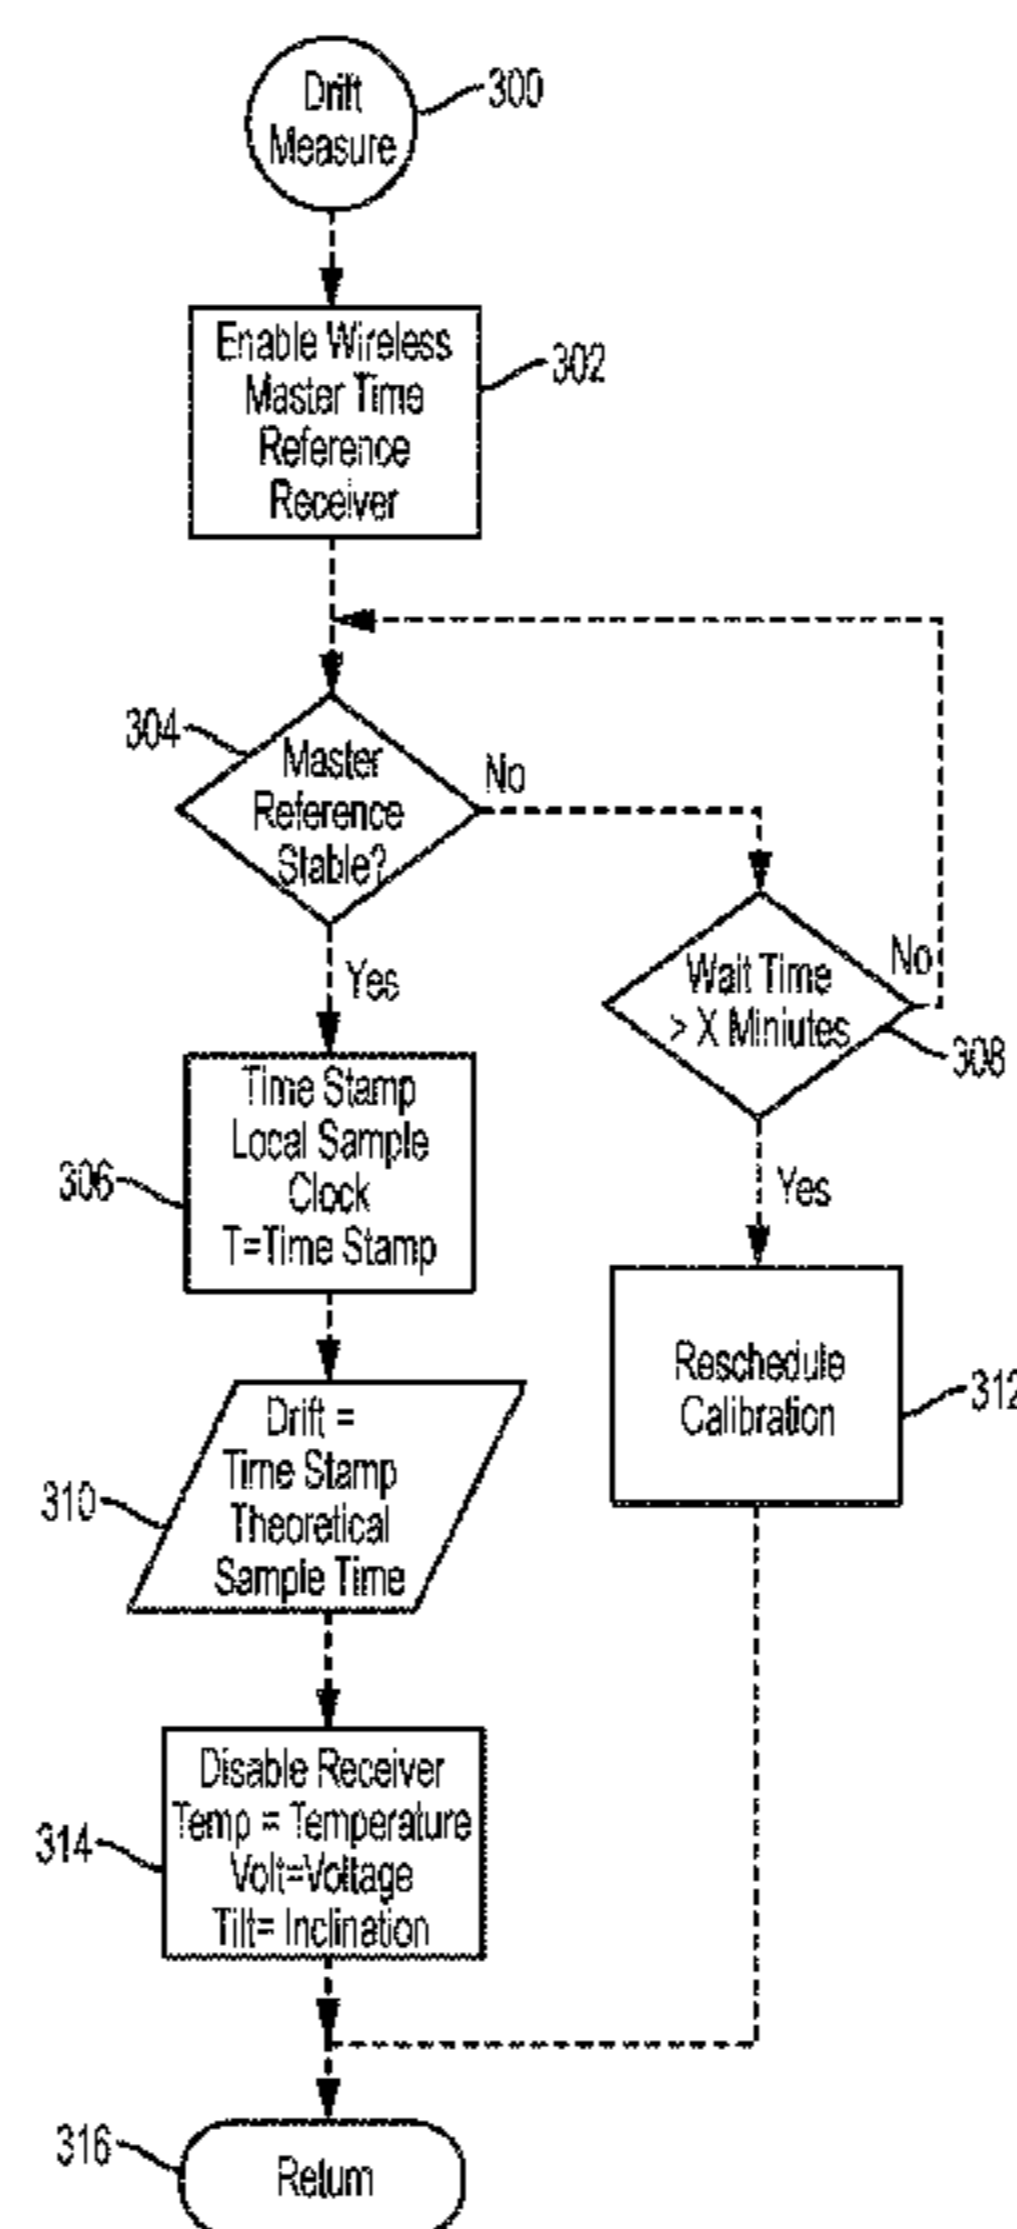 Drift
Measure
300
Enable Wireless
Master Time
Reference
Receiver
302
304
Master
Reference
Stable?
No
Yes
Wait Time
> X Miniutes
No
308
Yes
306
Time Stamp
Local Sample
Clock
T=Time Stamp
Reschedule
Calibration
312
310
Drift =
Time Stamp
Theoretical
Sample Time
314
Disable Receiver
Temp = Temperature
Volt=Voltage
Tilt= Inclination
316
Return